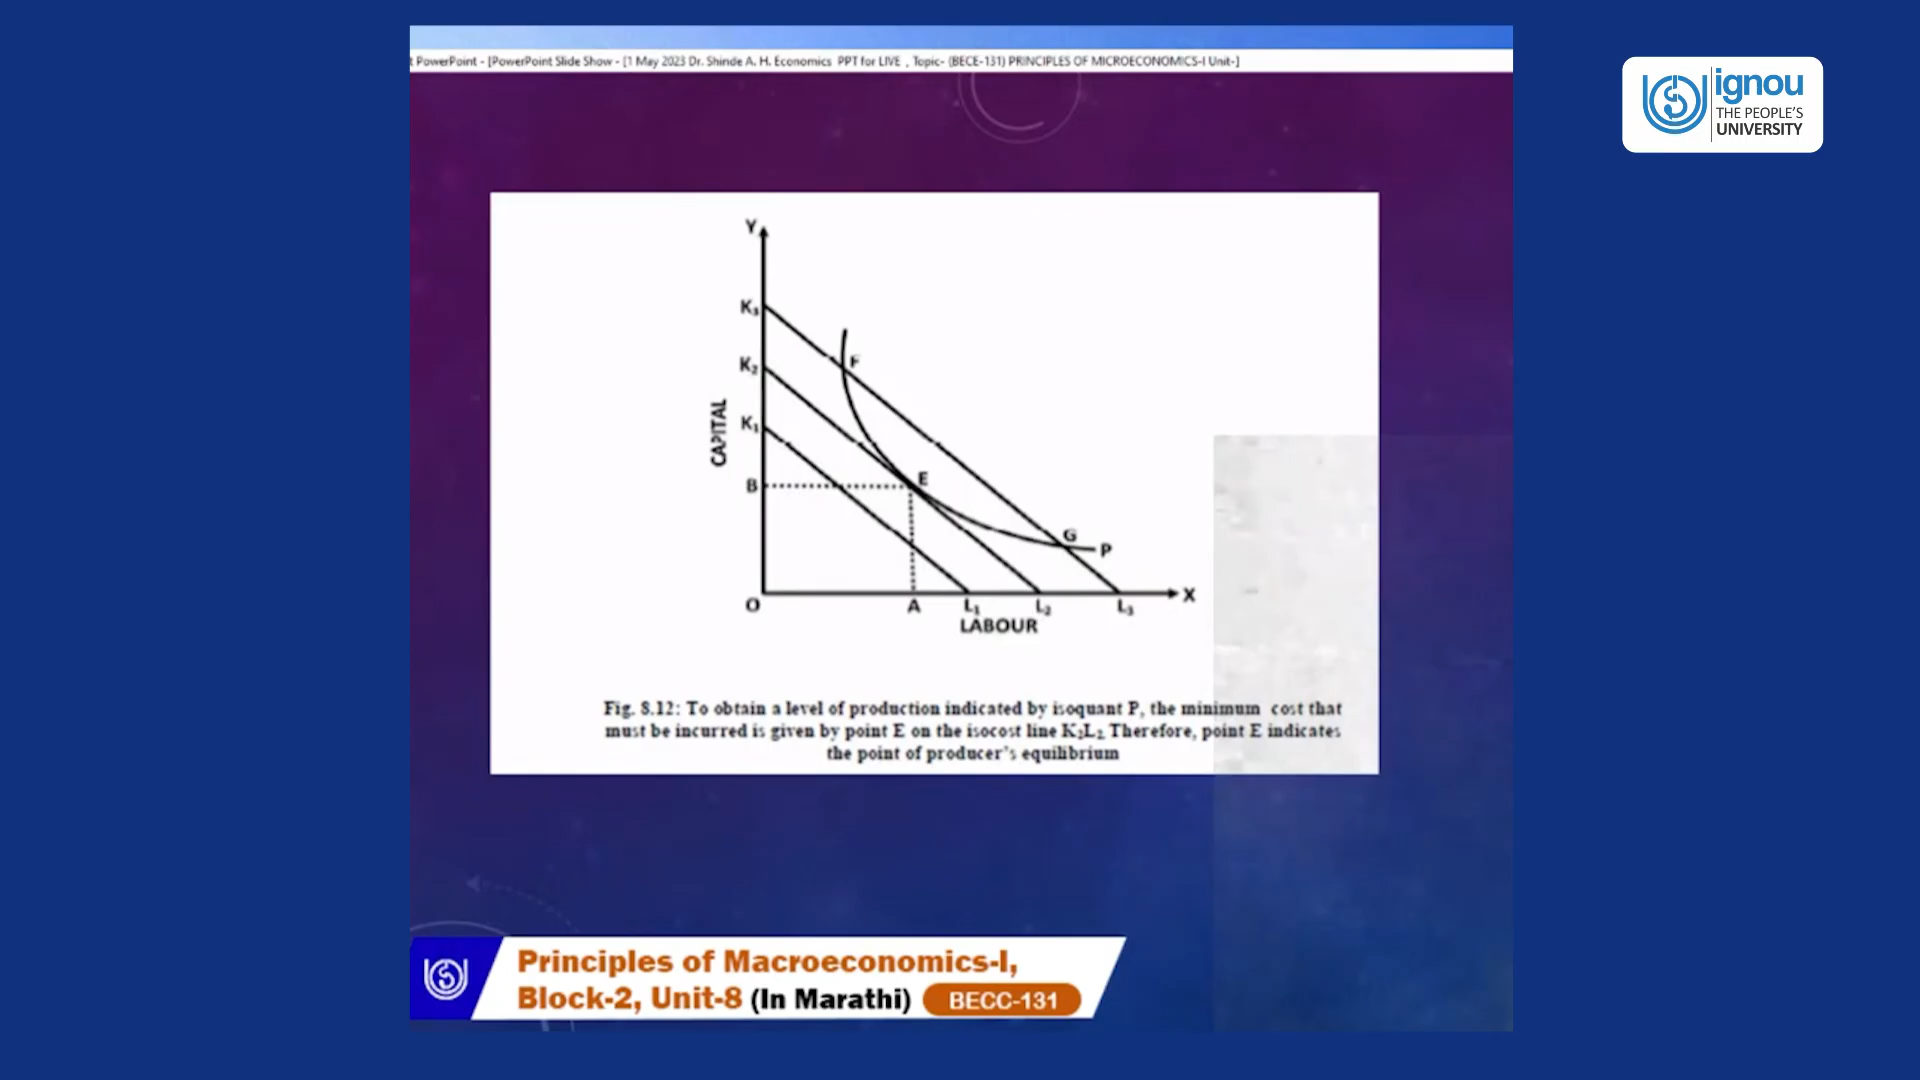 t PowerPoint - [PowerPoint Slide Show - [1 May 2023 Dr. Shinde A. H. Economics PPT for LIVE , Topic- (BECE-131) PRINCIPLES OF MICROECONOMICS-I Unit-]
ignou
THE PEOPLE'S
UNIVERSITY
Y
K₃
F
K₂
K₁
CAPITAL
E
B
G
P
X
O
A
L₁
L₂
L₃
LABOUR
Fig. 8.12: To obtain a level of production indicated by isoquant P, the minimum cost that
must be incurred is given by point E on the isocost line K₂L₂ Therefore, point E indicates
the point of producer's equilibrium
Principles of Macroeconomics-I,
Block-2, Unit-8 (In Marathi) BECC-131